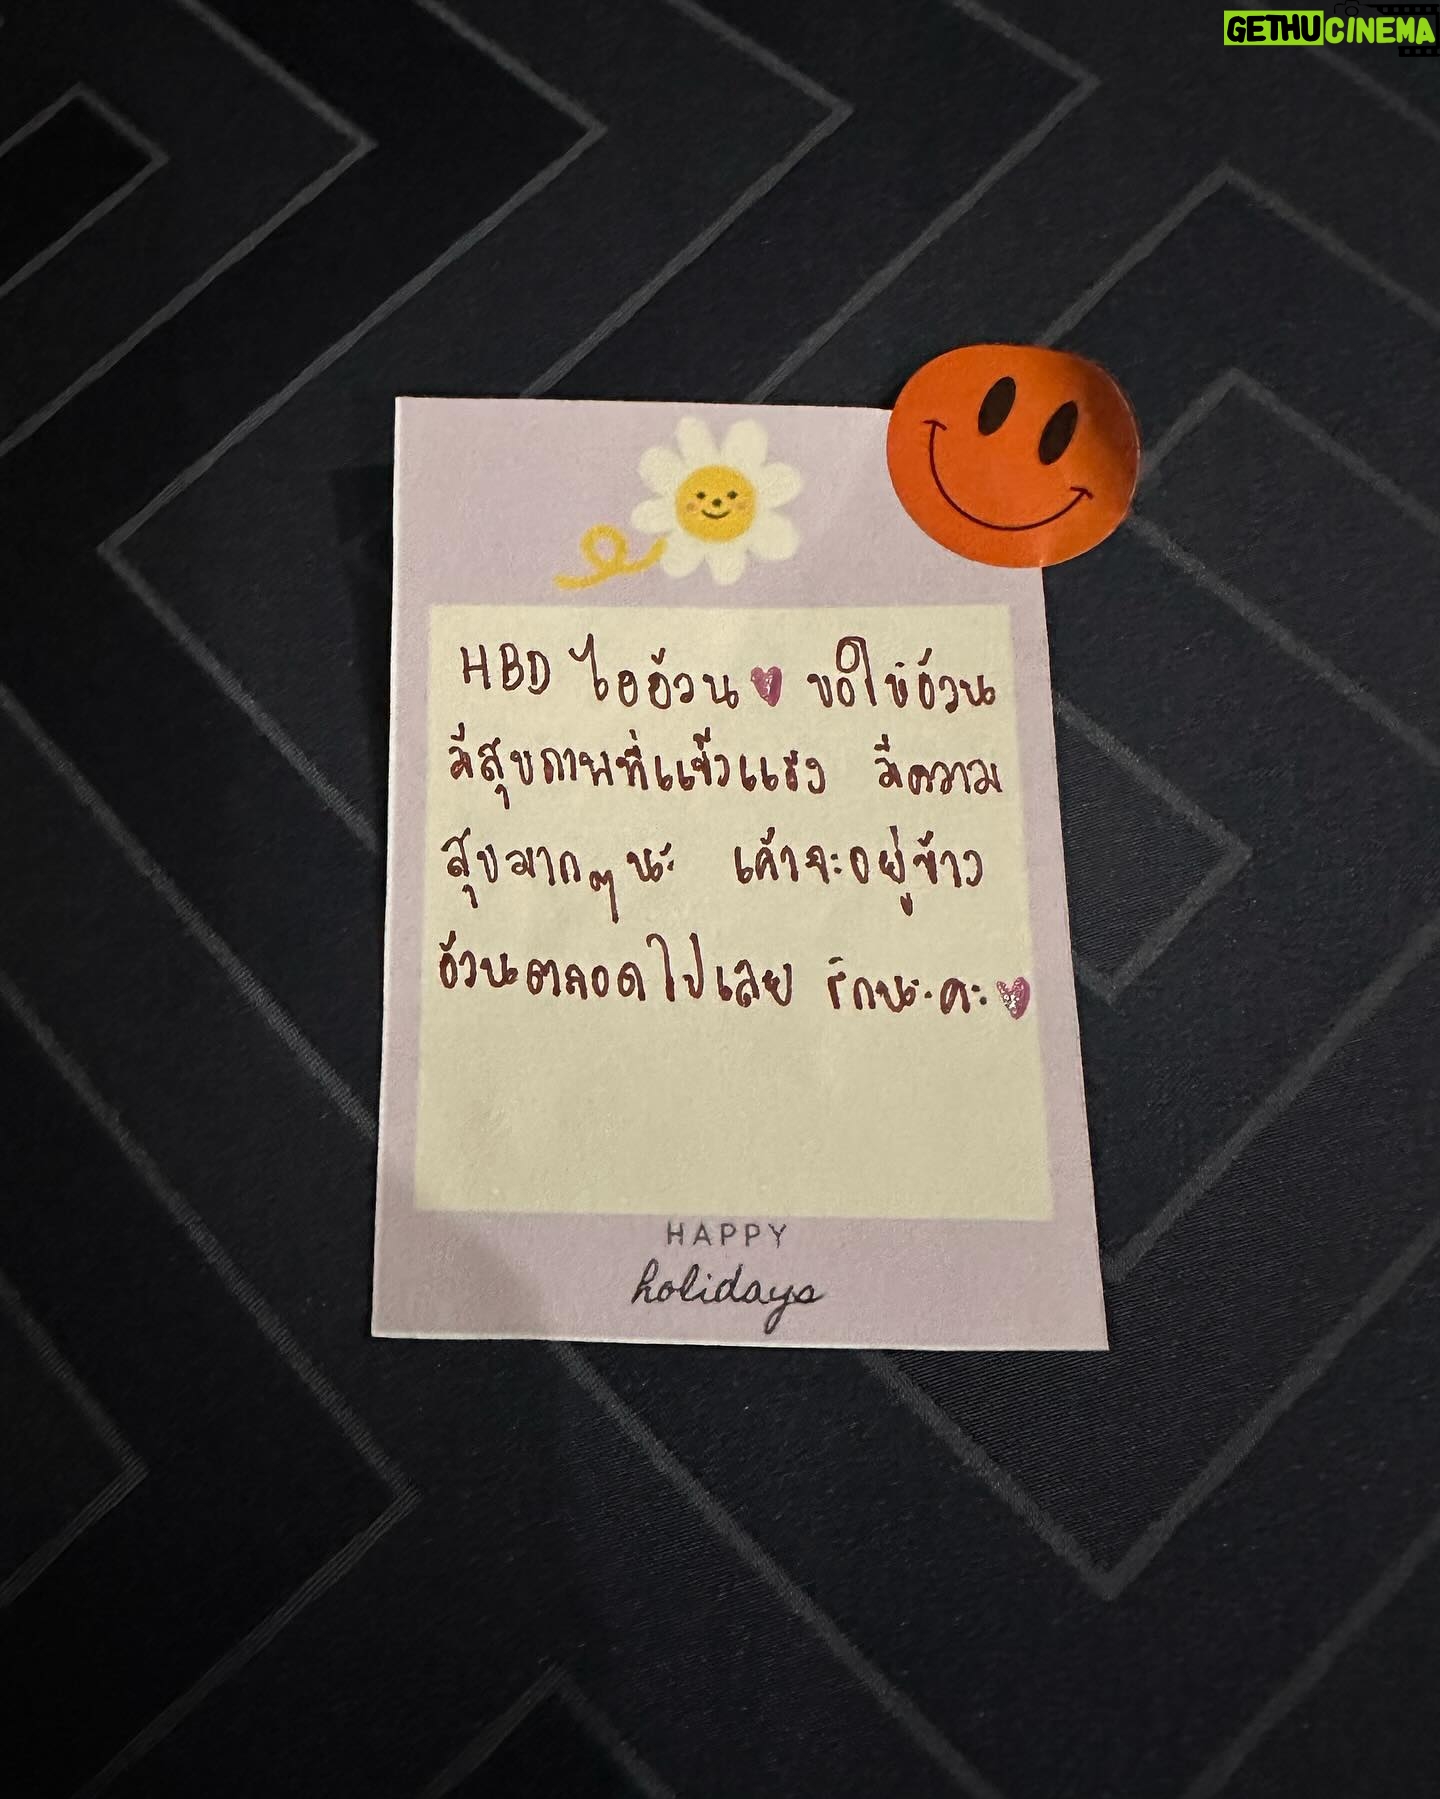 GETHUCINEMA
HBD ไออ้วน ขอให้อ้วน
มีสุขภาพที่แข็งแรง มีความ
สุขมากๆนะ เค้าจะอยู่ข้าง
อ้วนตลอดไปเลย รักนะคะ
HAPPY
holidays